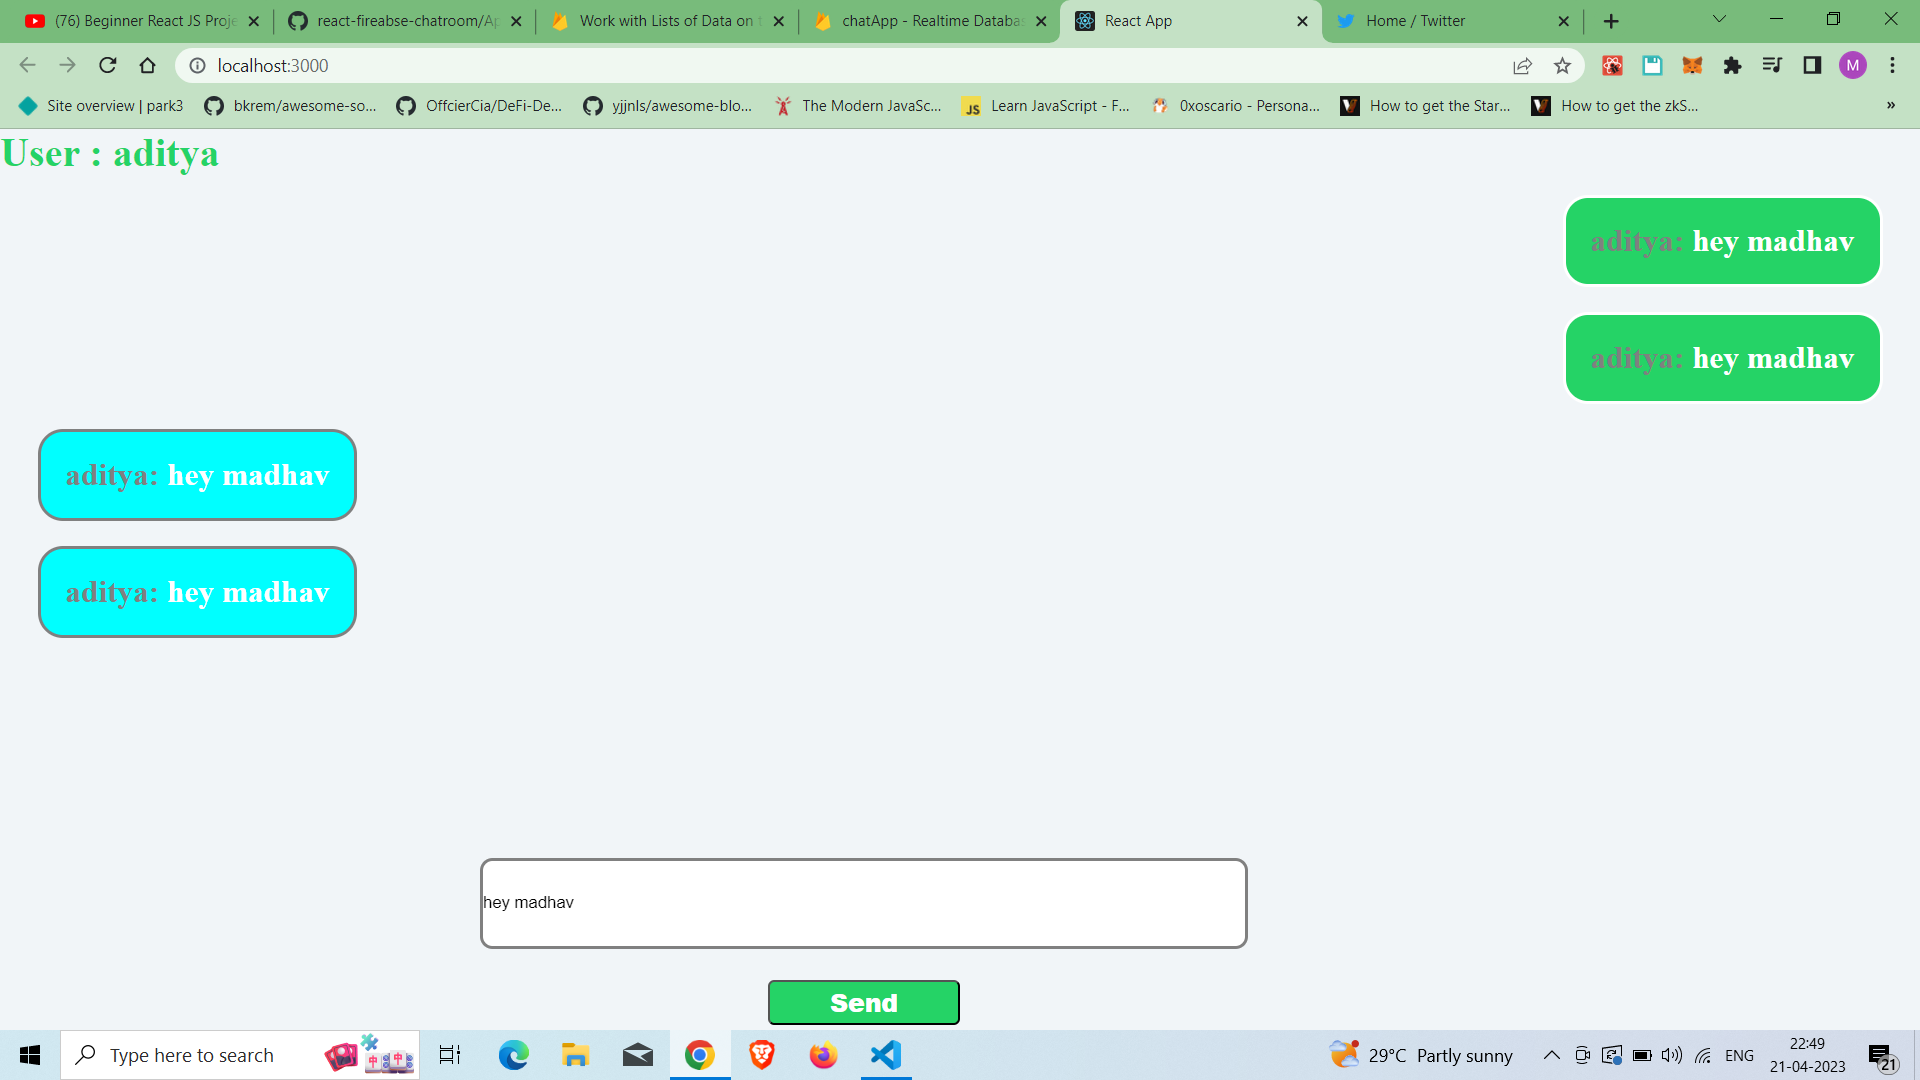 (76) Beginner React JS Proje
react-fireabse-chatroom/Ap
Work with Lists of Data on t
chatApp - Realtime Databas
React App
Home / Twitter
localhost:3000
M
Site overview | park3
bkrem/awesome-so...
OffcierCia/DeFi-De...
yjjnls/awesome-blo...
The Modern JavaSc...
JS
Learn JavaScript - F...
0xoscario - Persona...
How to get the Star...
How to get the zkS...
»
User : aditya
aditya: hey madhav
aditya: hey madhav
aditya: hey madhav
aditya: hey madhav
hey madhav
Send
Type here to search
29°C Partly sunny
ENG
22:49
21-04-2023
21